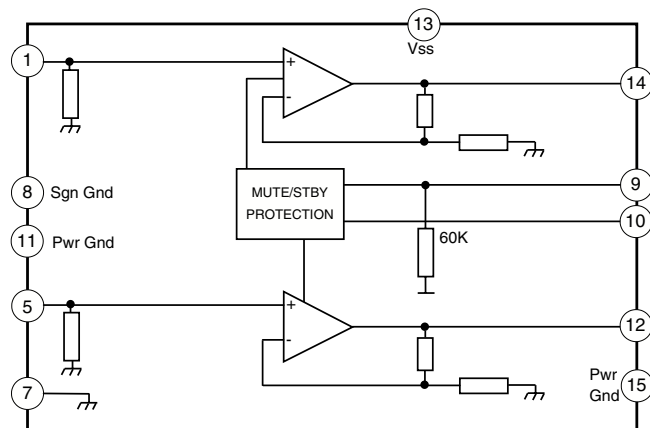 13
Vss
1
+
-
14
8
Sgn Gnd
MUTE/STBY
PROTECTION
9
10
11
Pwr Gnd
60K
5
+
-
12
7
Pwr
Gnd
15